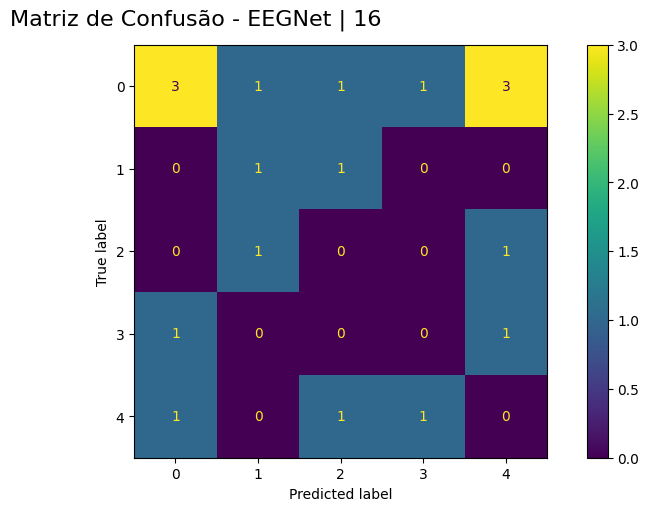 Matriz de Confusão - EEGNet | 16
0 3 1 1 1 3
1 0 1 1 0 0
2 0 1 0 0 1
3 1 0 0 0 1
4 1 0 1 1 0
0 1 2 3 4
Predicted label
True label
3.0
2.5
2.0
1.5
1.0
0.5
0.0